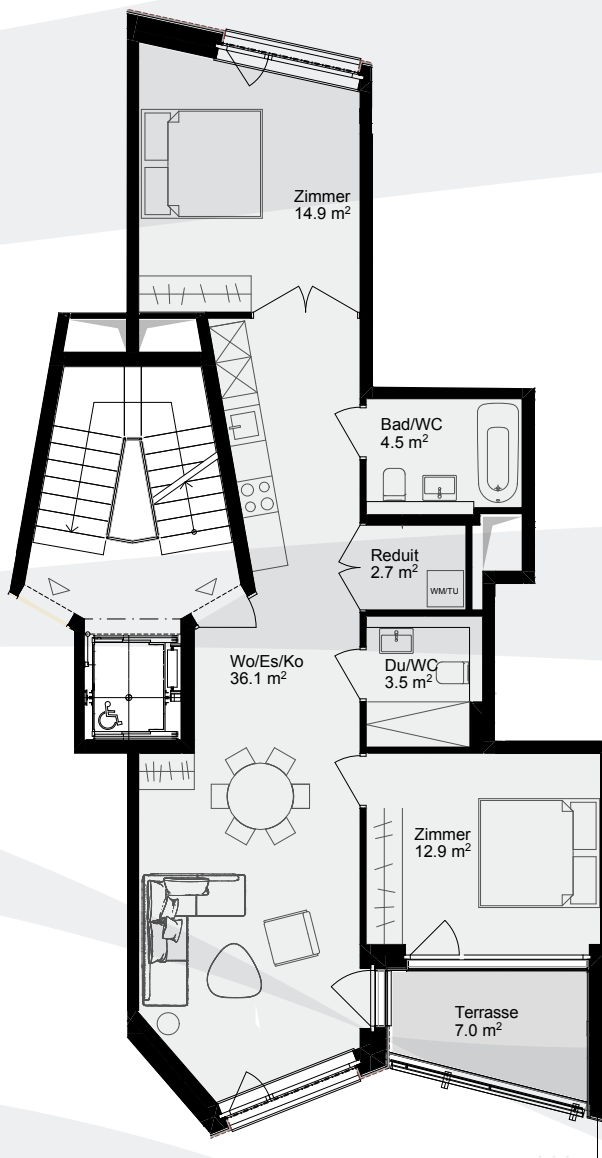 Zimmer
14.9 m²
Bad/WC
4.5 m²
Reduit
2.7 m²
WM/TU
Wo/Es/Ko
36.1 m²
Du/WC
3.5 m²
Zimmer
12.9 m²
Terrasse
7.0 m²